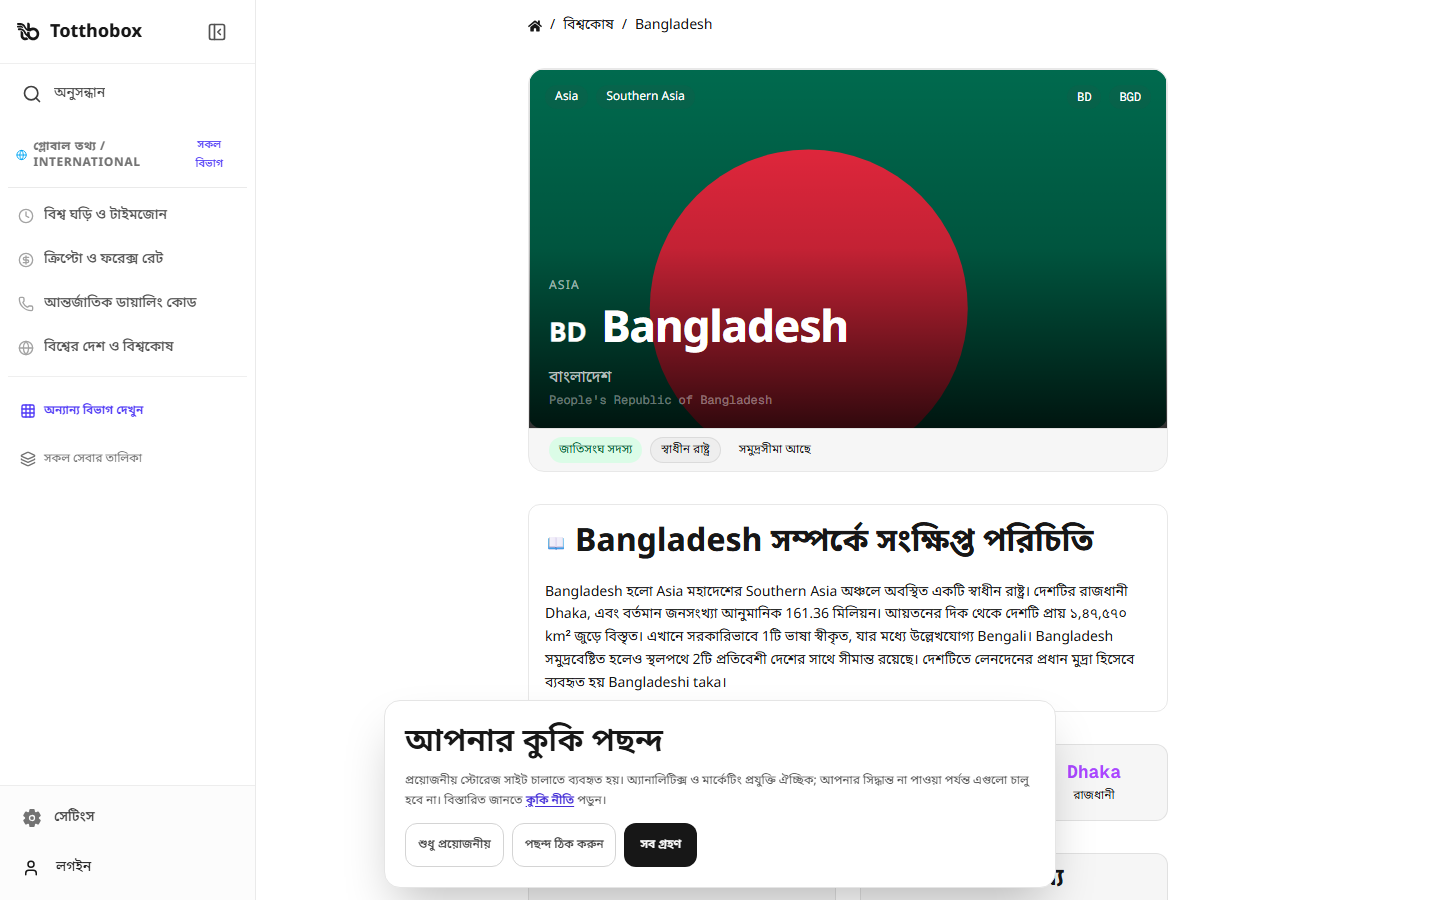 Totthobox
অনুসন্ধান
গ্লোবাল তথ্য /
INTERNATIONAL
সকল
বিভাগ
বিশ্ব ঘড়ি ও টাইমজোন
ক্রিপ্টো ও ফরেক্স রেট
আন্তর্জাতিক ডায়ালিং কোড
বিশ্বের দেশ ও বিশ্বকোষ
অন্যান্য বিভাগ দেখুন
সকল সেবার তালিকা
সেটিংস
লগইন
/ বিশ্বকোষ / Bangladesh
Asia Southern Asia BD BGD
ASIA
BD Bangladesh
বাংলাদেশ
People's Republic of Bangladesh
জাতিসংঘ সদস্য স্বাধীন রাষ্ট্র সমুদ্রসীমা আছে
Bangladesh সম্পর্কে সংক্ষিপ্ত পরিচিতি
Bangladesh হলো Asia মহাদেশের Southern Asia অঞ্চলে অবস্থিত একটি স্বাধীন রাষ্ট্র। দেশটির রাজধানী
Dhaka, এবং বর্তমান জনসংখ্যা আনুমানিক 161.36 মিলিয়ন। আয়তনের দিক থেকে দেশটি প্রায় ১,৪৭,৫৭০
km² জুড়ে বিস্তৃত। এখানে সরকারিভাবে 1টি ভাষা স্বীকৃত, যার মধ্যে উল্লেখযোগ্য Bengali। Bangladesh
সমুদ্রবেষ্টিত হলেও স্থলপথে 2টি প্রতিবেশী দেশের সাথে সীমান্ত রয়েছে। দেশটিতে লেনদেনের প্রধান মুদ্রা হিসেবে
ব্যবহৃত হয় Bangladeshi taka।
Dhaka
রাজধানী
আপনার কুকি পছন্দ
প্রয়োজনীয় স্টোরেজ সাইট চালাতে ব্যবহৃত হয়। অ্যানালিটিক্স ও মার্কেটিং প্রযুক্তি ঐচ্ছিক; আপনার সিদ্ধান্ত না পাওয়া পর্যন্ত এগুলো চালু
হবে না। বিস্তারিত জানতে কুকি নীতি পড়ুন।
শুধু প্রয়োজনীয় পছন্দ ঠিক করুন সব গ্রহণ